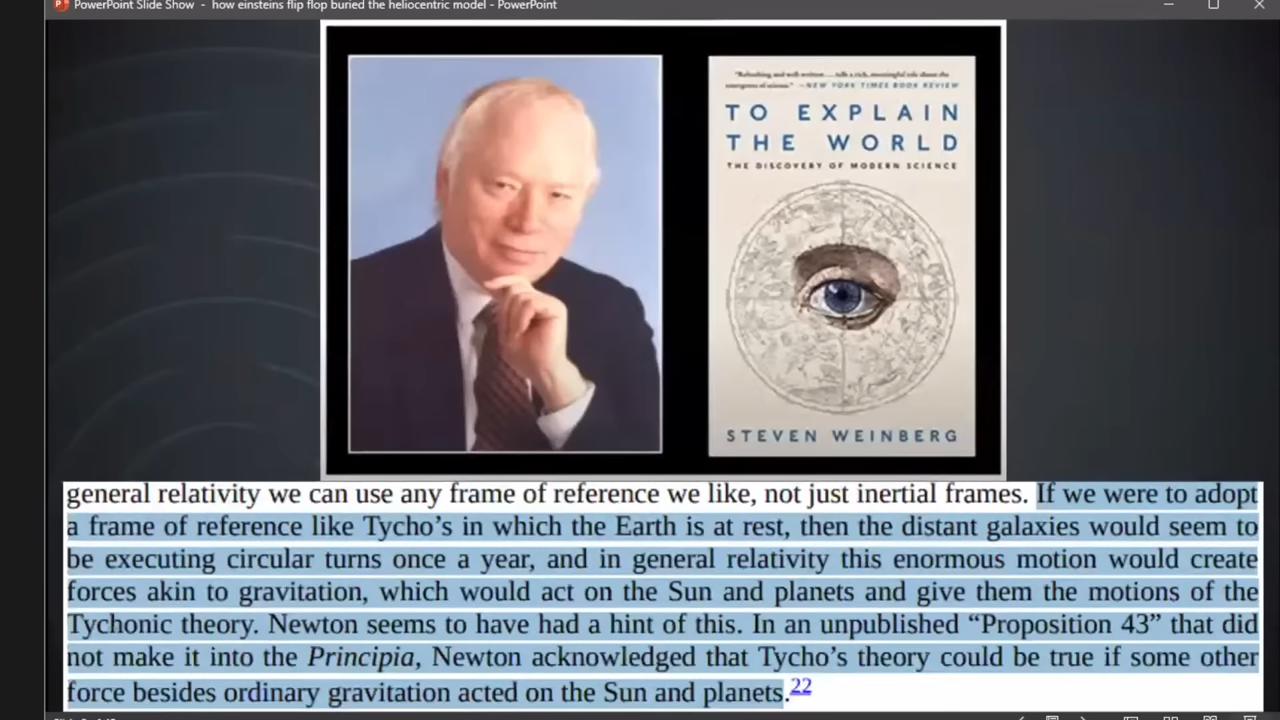 PowerPoint Slide Show - how einsteins flip flop buried the heliocentric model - PowerPoint
"Refreshing and well written . . . tells a rich, meaningful tale about the
emergence of science." —NEW YORK TIMES BOOK REVIEW
TO EXPLAIN
THE WORLD
THE DISCOVERY OF MODERN SCIENCE
STEVEN WEINBERG
general relativity we can use any frame of reference we like, not just inertial frames. If we were to adopt
a frame of reference like Tycho's in which the Earth is at rest, then the distant galaxies would seem to
be executing circular turns once a year, and in general relativity this enormous motion would create
forces akin to gravitation, which would act on the Sun and planets and give them the motions of the
Tychonic theory. Newton seems to have had a hint of this. In an unpublished “Proposition 43” that did
not make it into the Principia, Newton acknowledged that Tycho's theory could be true if some other
force besides ordinary gravitation acted on the Sun and planets.22